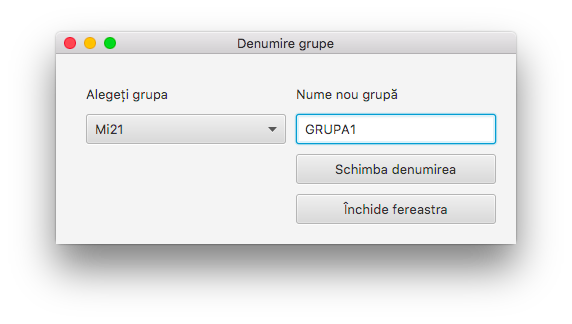 Denumire grupe
Alegeți grupa
Nume nou grupă
Mi21
GRUPA1
Schimba denumirea
Închide fereastra